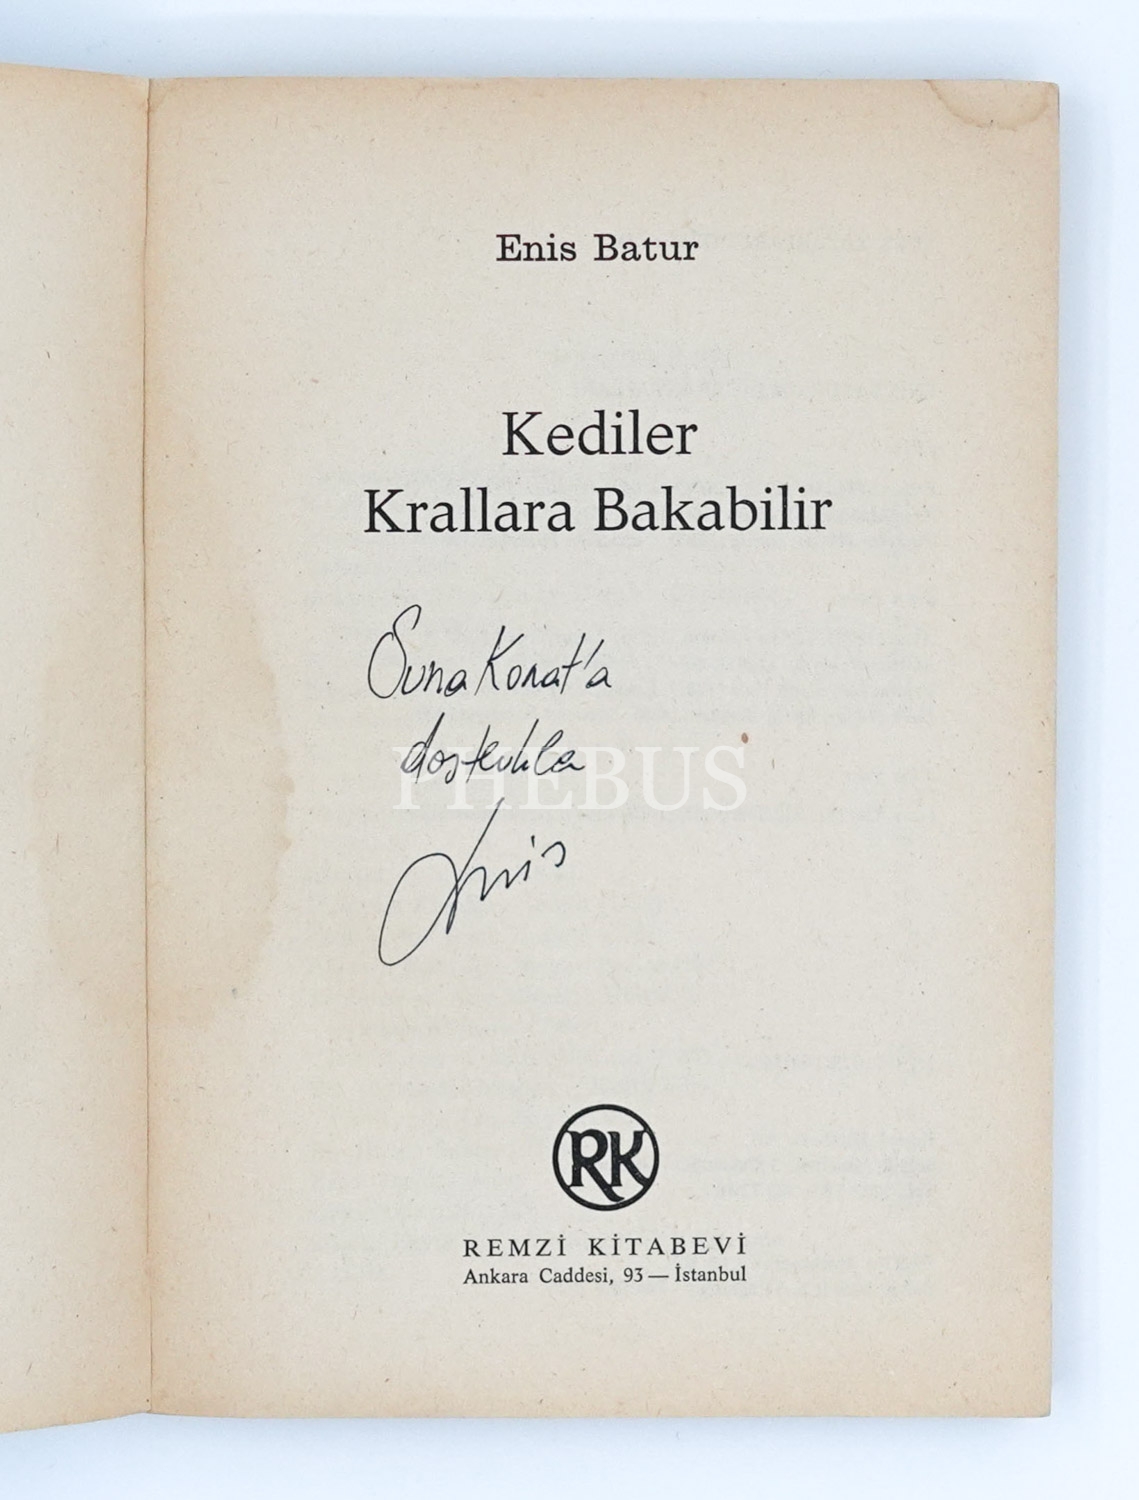 Enis Batur
Kediler
Krallara Bakabilir
Suna Konat'a
dostlukla
PHEBUS
Enis
RK
REMZİ KİTABEVİ
Ankara Caddesi, 93 — İstanbul